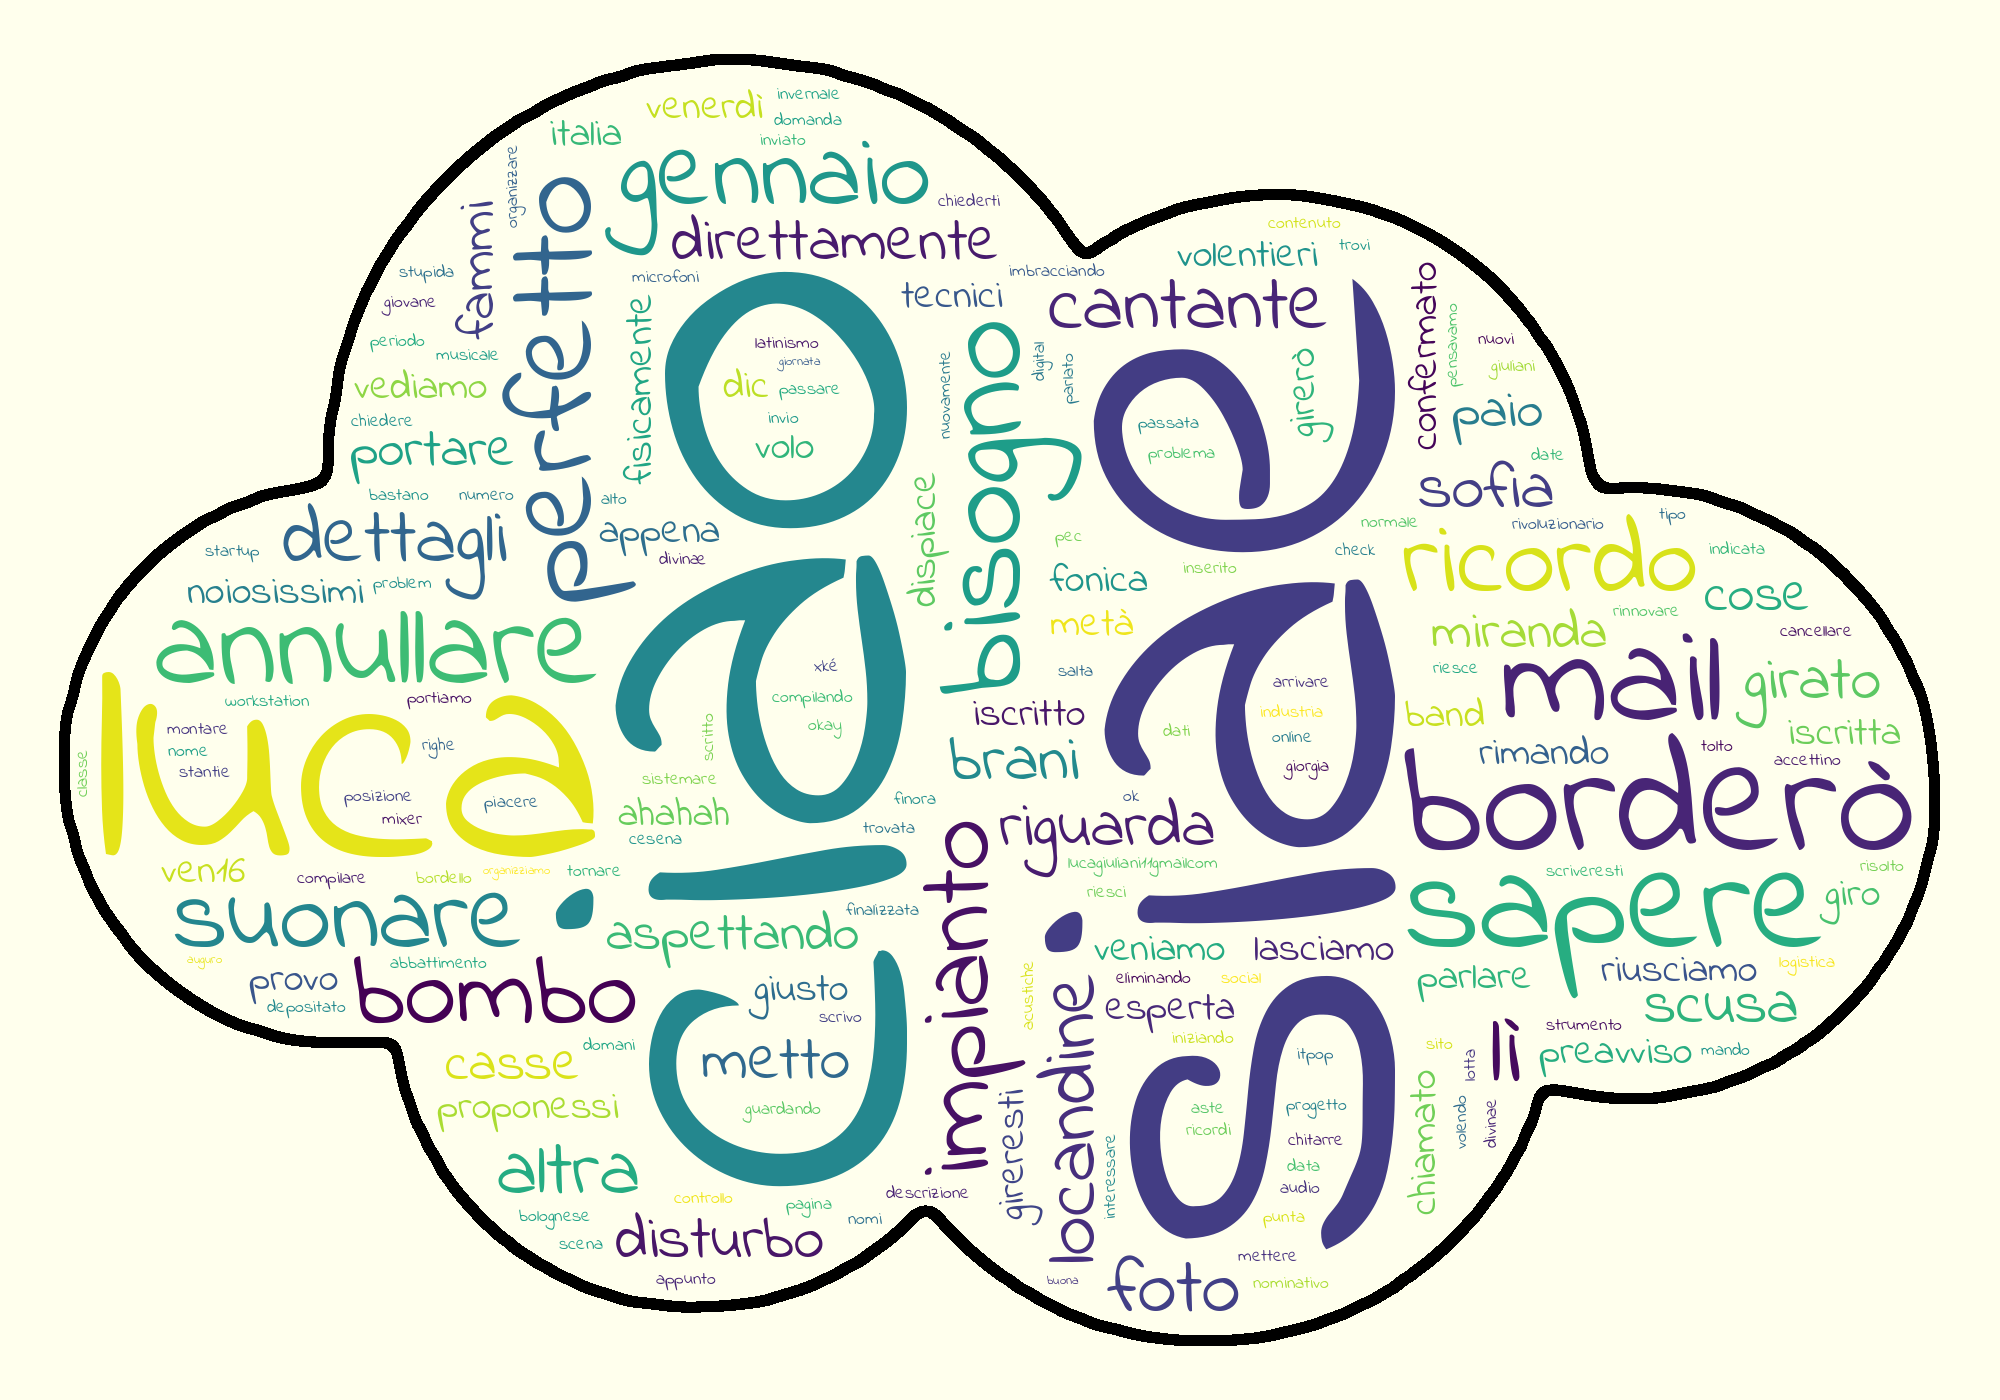 invernale
venerdì
domanda
italia
inviato
organizzare
gennaio
perfetto
fammi
chiederti
direttamente
contenuto
trovi
volentieri
stupida
microfoni
imbracciando
giovane
tecnici
cantante
confermato
fisicamente
periodo
musicale
latinismo
giornata
digital
parlato
nuovamente
pensavamo
nuovi
giuliani
vediamo
dic
passare
girerò
chiedere
invio
passata
paio
portare
volo
problema
date
bisogno
bastano
numero
alto
sofia
dettagli
appena
dispiace
normale
rivoluzionario
tipo
startup
divinae
pec
check
ricordo
indicata
noiosissimi
problem
fonica
inserito
cose
annullare
metà
miranda
rinnovare
cancellare
ciao
siae
xké
salta
riesce
mail
girato
luca
workstation
portiamo
compilando
iscritto
arrivare
industria
band
montare
okay
scritto
dati
online
iscritta
nome
righe
stantie
brani
giorgia
rimando
tolto
accettino
classe
sistemare
posizione
piacere
finora
ok
borderò
mixer
ahahah
trovata
riguarda
cesena
impianto
ven16
compilare
bordello
organizziamo
tornare
lucagiuliani11gmailcom
scriveresti
risolto
riesci
suonare
finalizzata
sapere
giro
aspettando
veniamo
lasciamo
auguro
abbattimento
eliminando
social
parlare
riusciamo
logistica
provo
depositato
bombo
giusto
scrivo
acustiche
locandine
esperta
scusa
domani
iniziando
itpop
sito
lotta
lì
strumento
preavviso
mando
casse
metto
proponessi
guardando
gireresti
aste
ricordi
progetto
chitarre
chiamato
volendo
divinae
altra
interessare
data
audio
controllo
pagina
descrizione
bolognese
nomi
punta
scena
disturbo
mettere
appunto
buona
foto
nominativo